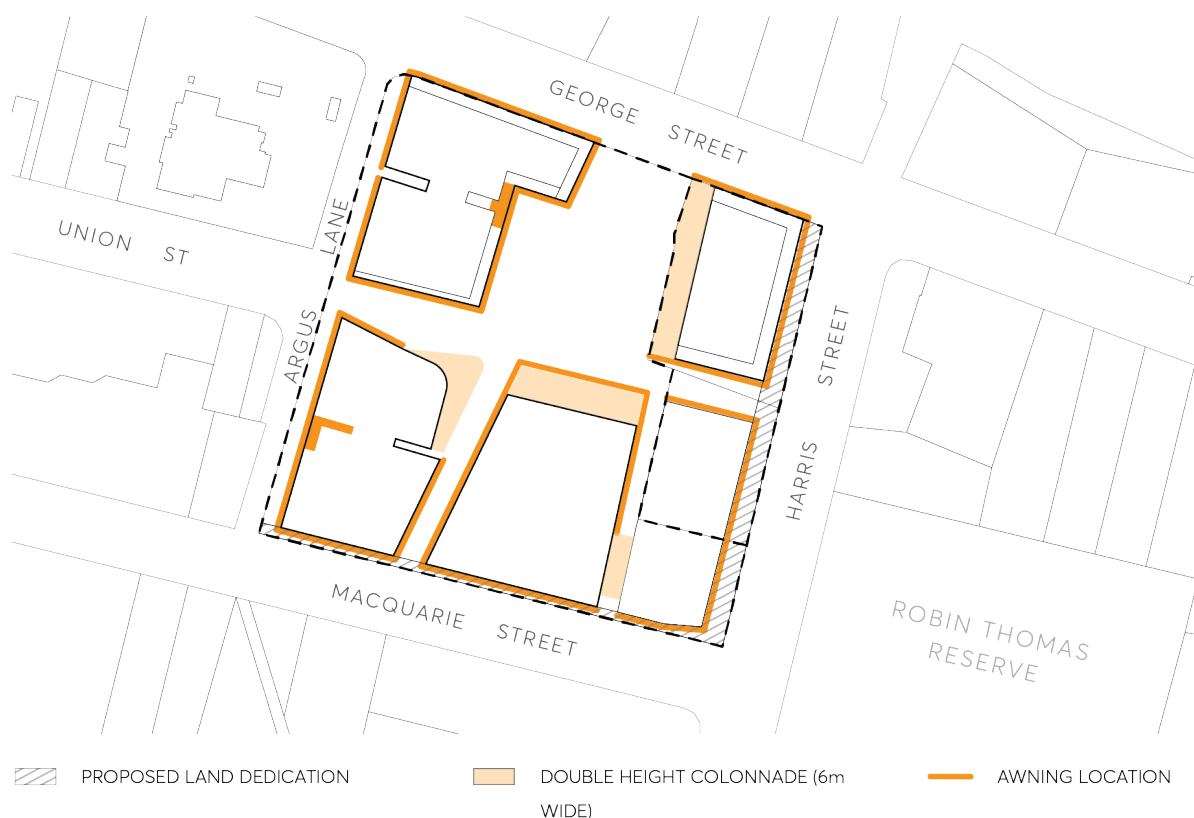 GEORGE STREET
UNION ST
ARGUS LANE
HARRIS STREET
MACQUARIE STREET
ROBIN THOMAS
RESERVE
PROPOSED LAND DEDICATION
DOUBLE HEIGHT COLONNADE (6m
WIDE)
AWNING LOCATION